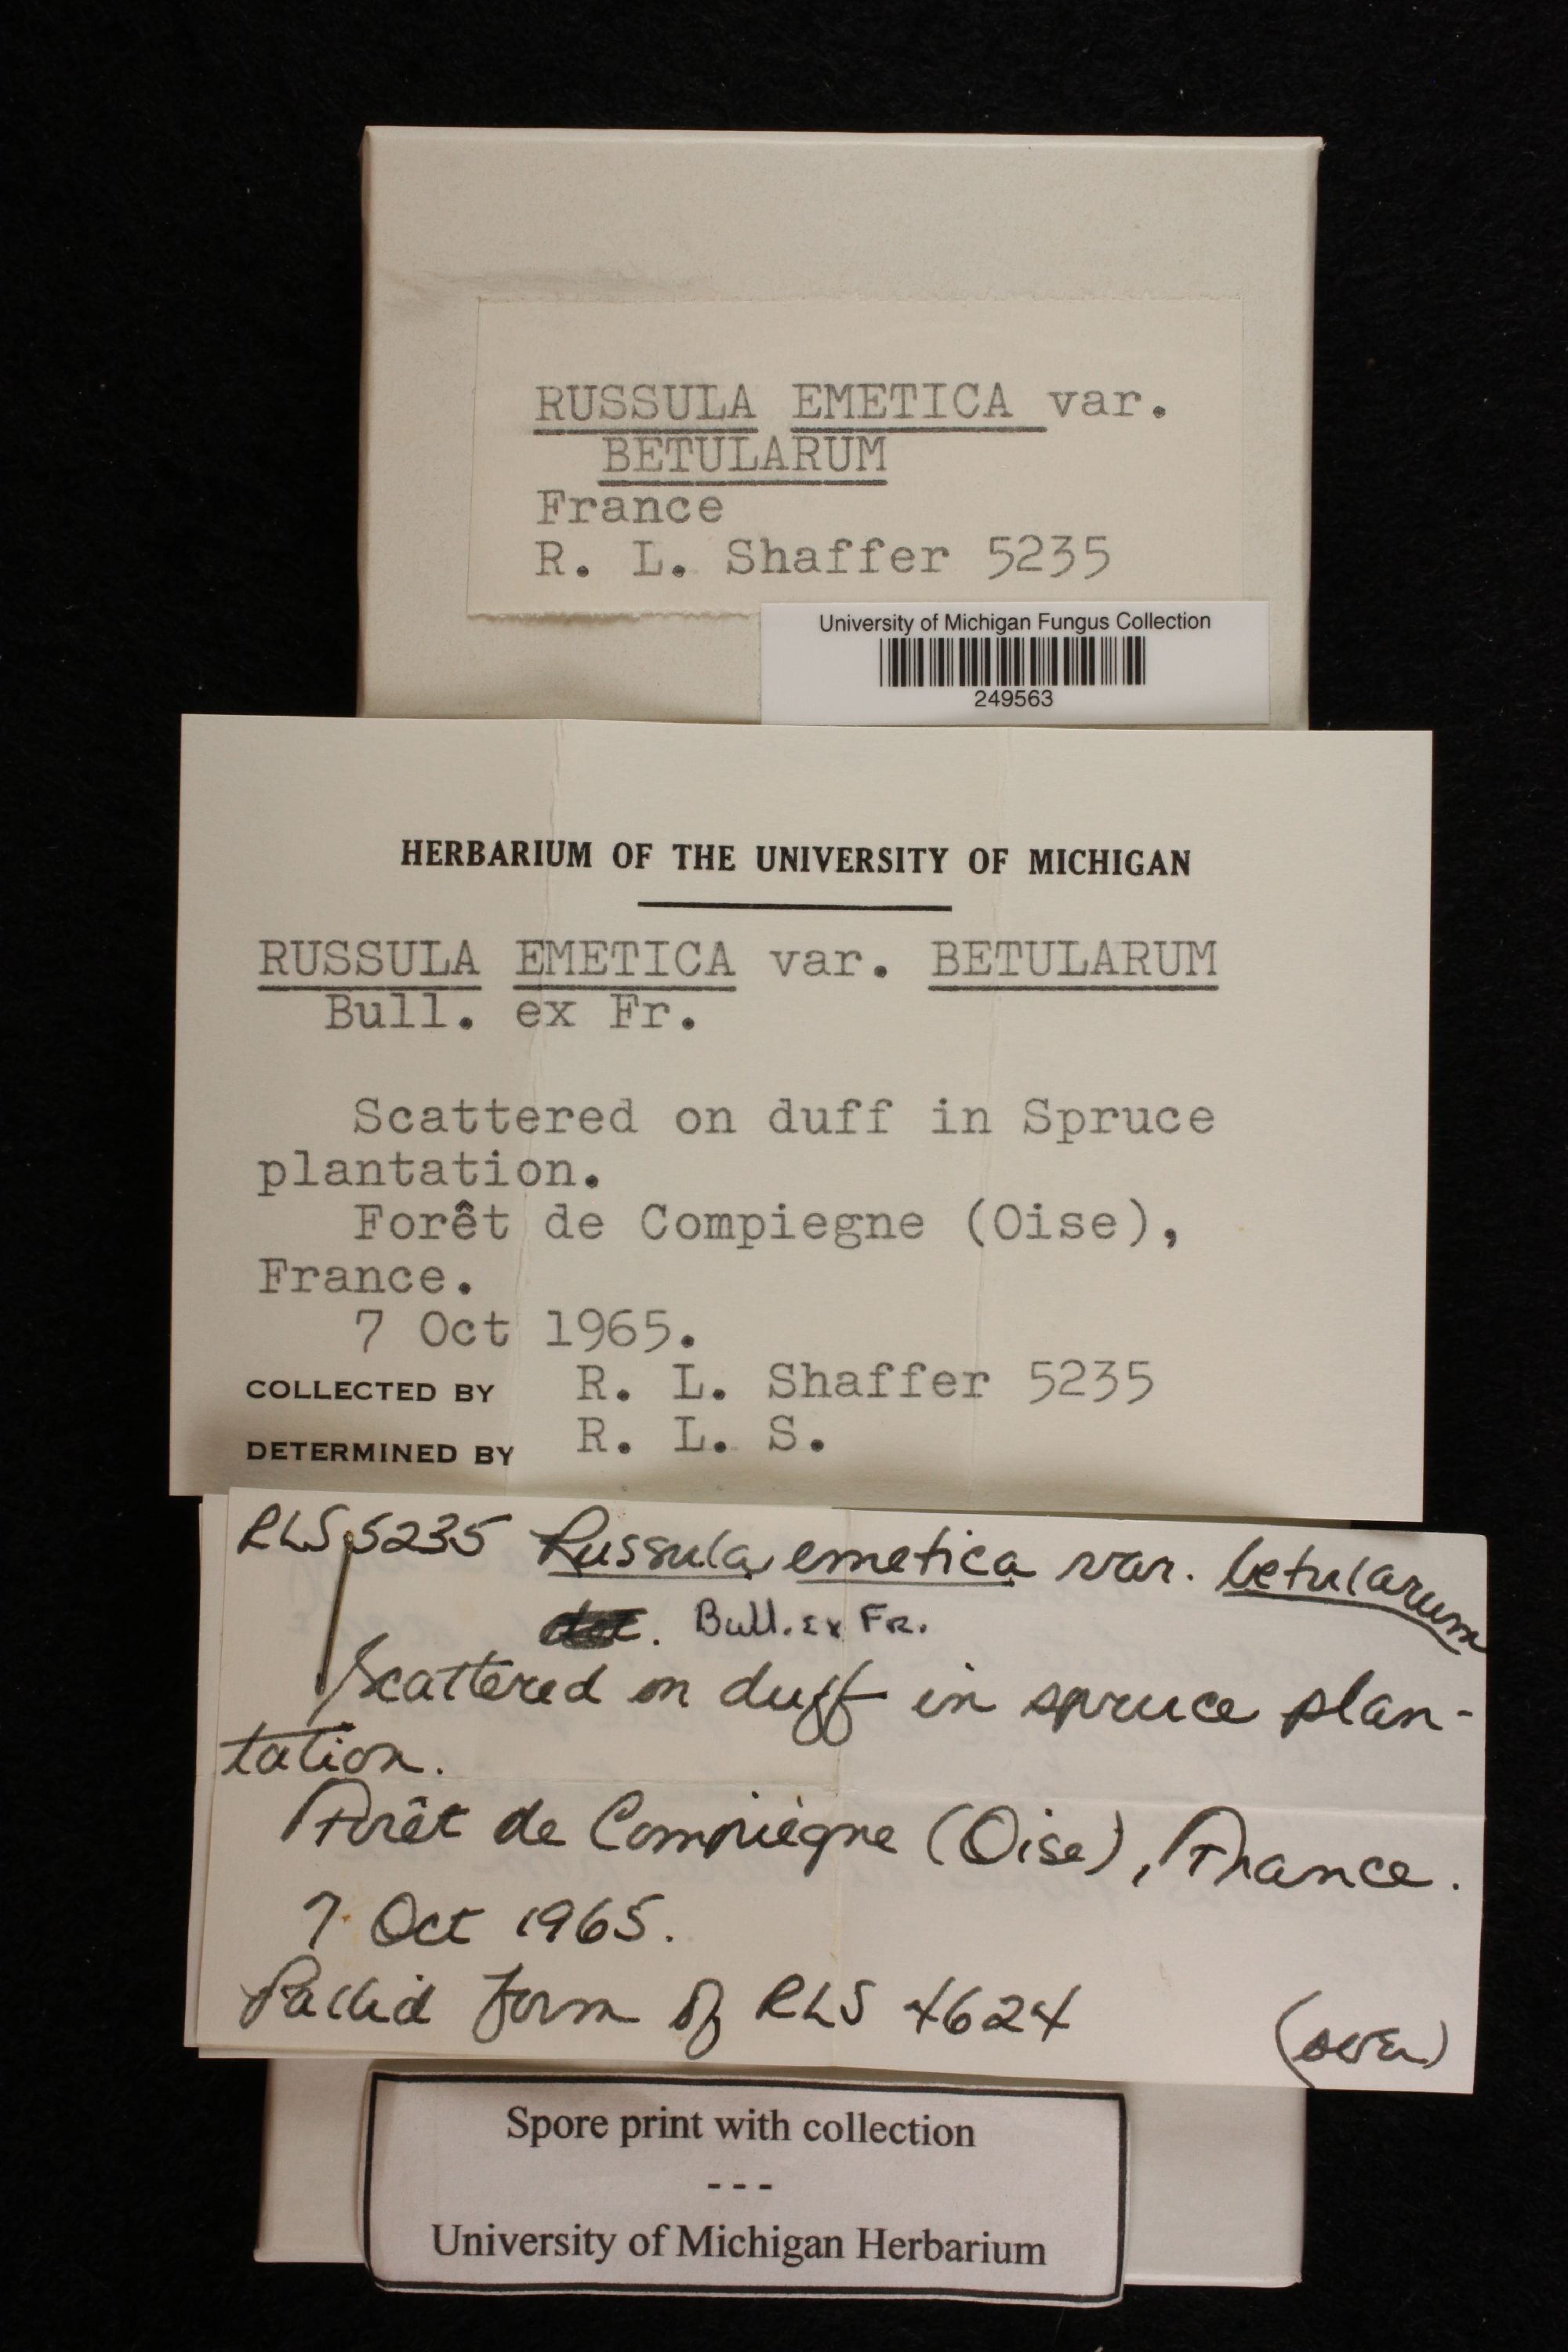 RUSSULA EMETICA var.
BETULARUM
France
R. L. Shaffer 5235
University of Michigan Fungus Collection
249563
HERBARIUM OF THE UNIVERSITY OF MICHIGAN
RUSSULA EMETICA var. BETULARUM
Bull. ex Fr.
Scattered on duff in Spruce
plantation.
Forêt de Compiegne (Oise),
France.
7 Oct 1965.
COLLECTED BY R. L. Shaffer 5235
DETERMINED BY R. L. S.
RLS 5235 Russula emetica var. betularum
Bull. ex Fr.
Scattered on duff in spruce plan-
tation.
Forêt de Compiègne (Oise), France.
7 Oct 1965.
Pallid form of RLS 4624
(over)
Spore print with collection
---
University of Michigan Herbarium